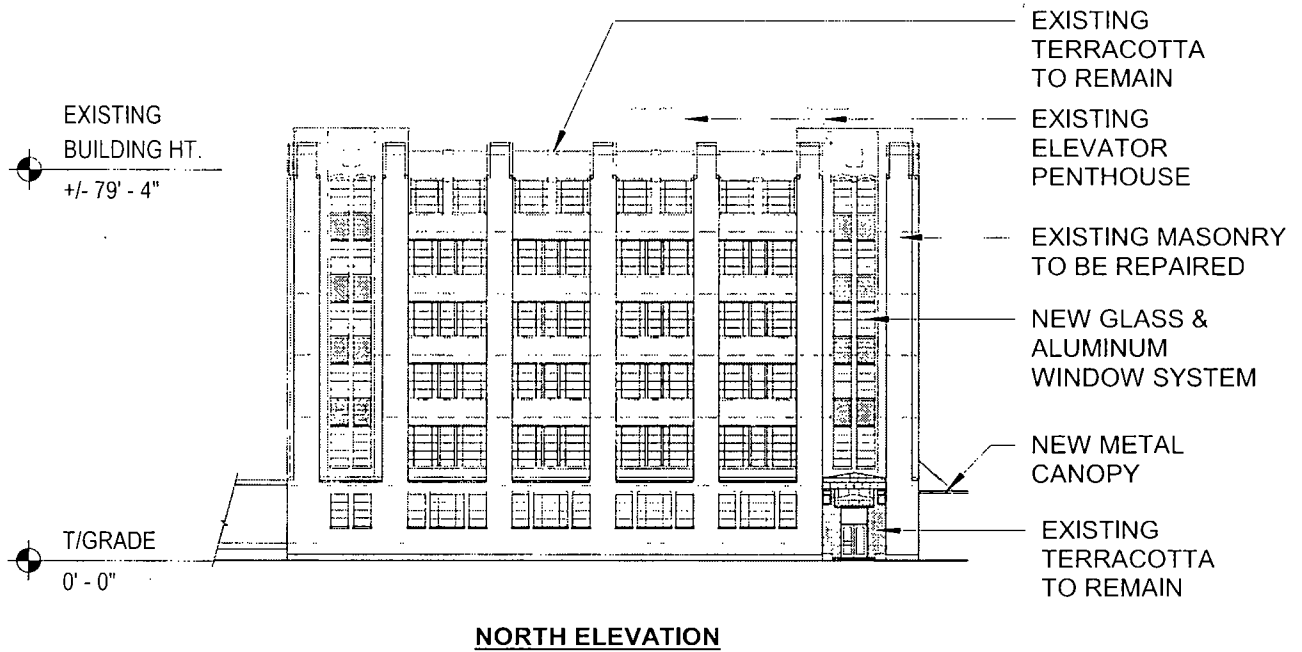 EXISTING
TERRACOTTA
TO REMAIN
EXISTING
BUILDING HT.
+/- 79' - 4"
EXISTING
ELEVATOR
PENTHOUSE
EXISTING MASONRY
TO BE REPAIRED
NEW GLASS &
ALUMINUM
WINDOW SYSTEM
NEW METAL
CANOPY
T/GRADE
0' - 0"
EXISTING
TERRACOTTA
TO REMAIN
NORTH ELEVATION